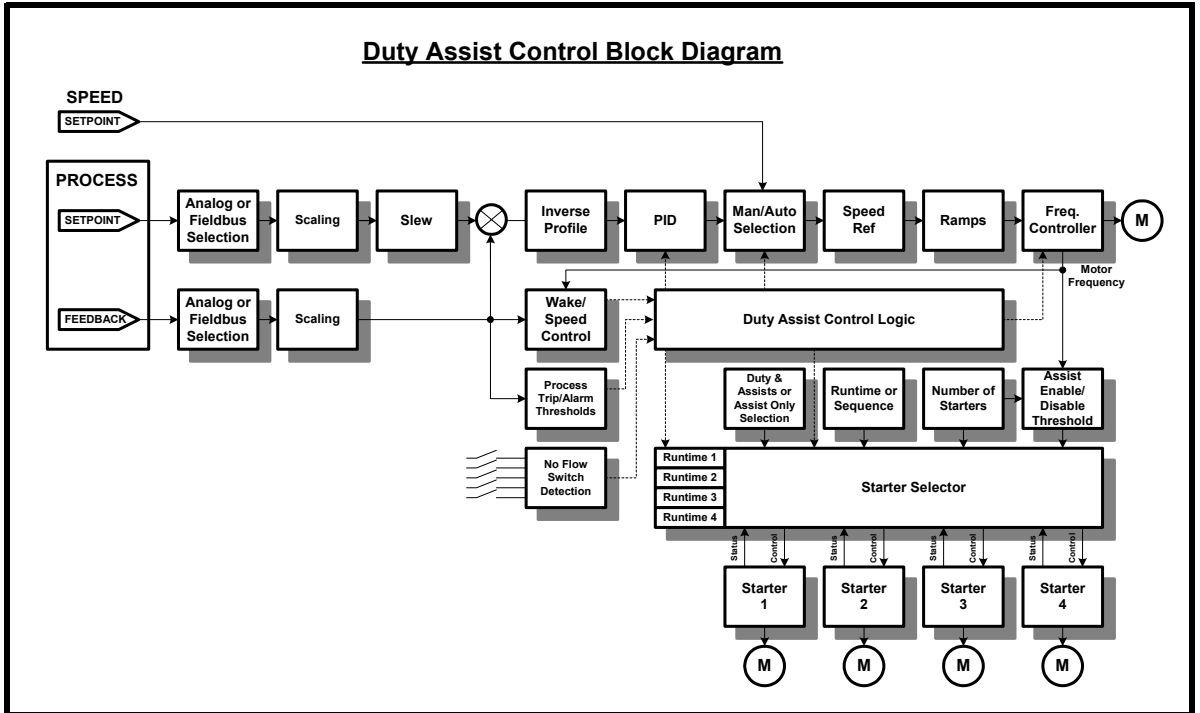 Duty Assist Control Block Diagram
SPEED
SETPOINT
PROCESS
SETPOINT
FEEDBACK
Analog or
Fieldbus
Selection
Scaling
Slew
Inverse
Profile
PID
Man/Auto
Selection
Speed
Ref
Ramps
Freq.
Controller
M
Motor
Frequency
Analog or
Fieldbus
Selection
Scaling
Wake/
Speed
Control
Duty Assist Control Logic
Process
Trip/Alarm
Thresholds
Duty &
Assists or
Assist Only
Selection
Runtime or
Sequence
Number of
Starters
Assist
Enable/
Disable
Threshold
No Flow
Switch
Detection
Runtime 1
Runtime 2
Runtime 3
Runtime 4
Starter Selector
Status
Control
Status
Control
Status
Control
Status
Control
Starter
1
Starter
2
Starter
3
Starter
4
M
M
M
M